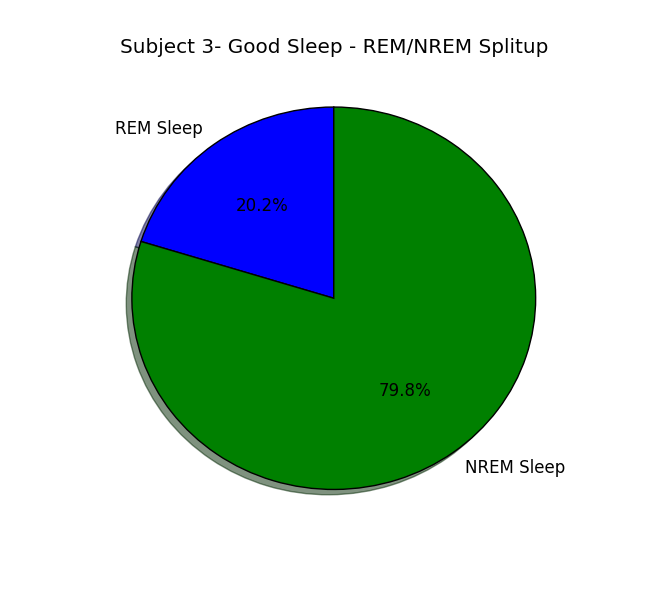 Subject 3- Good Sleep - REM/NREM Splitup
REM Sleep
20.2%
79.8%
NREM Sleep